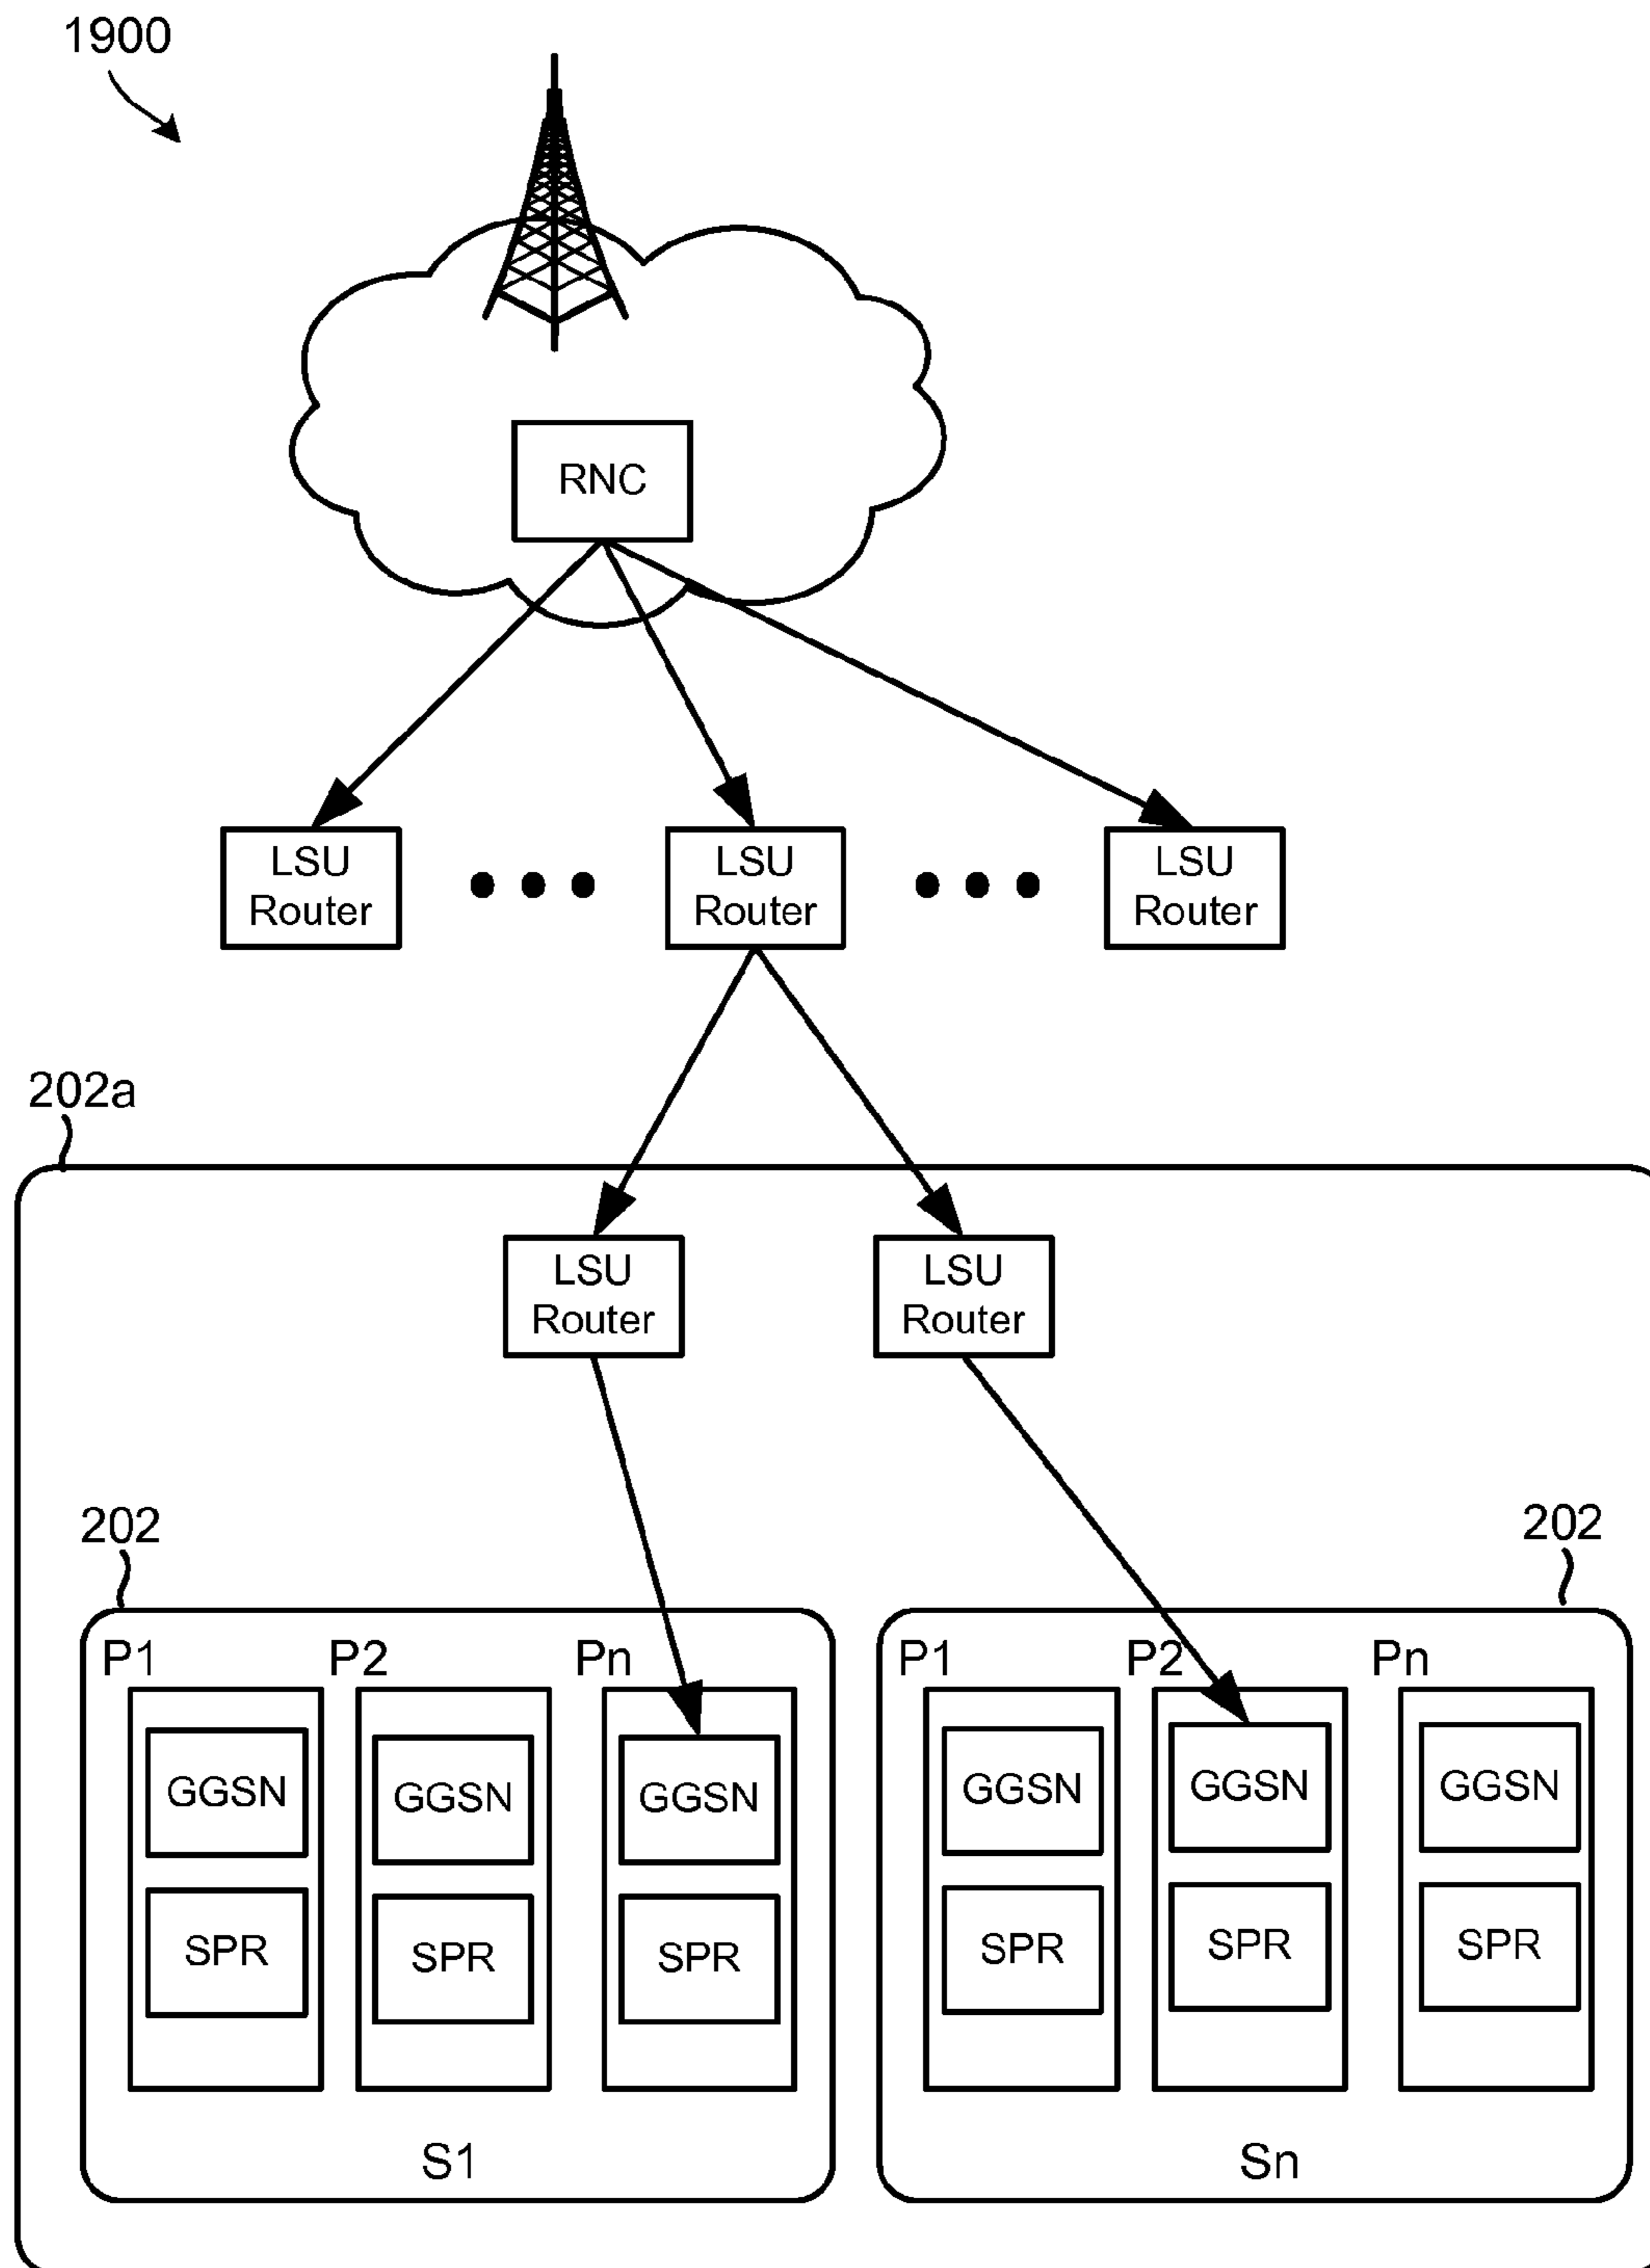 1900
RNC
LSU
Router
LSU
Router
LSU
Router
202a
LSU
Router
LSU
Router
202
202
P1
P2
Pn
GGSN
GGSN
GGSN
SPR
SPR
SPR
S1
P1
P2
Pn
GGSN
GGSN
GGSN
SPR
SPR
SPR
Sn